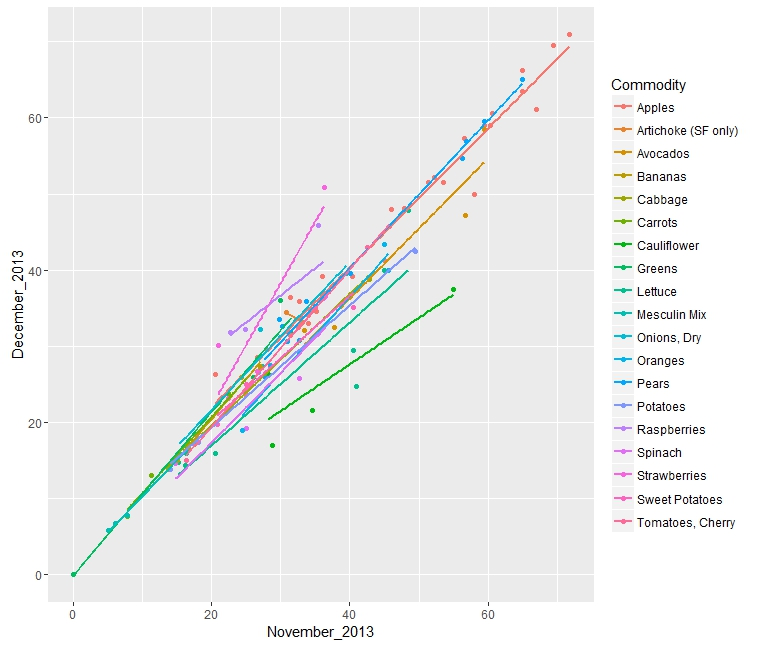 Commodity
Apples
Artichoke (SF only)
Avocados
Bananas
Cabbage
Carrots
Cauliflower
Greens
Lettuce
Mesculin Mix
Onions, Dry
Oranges
Pears
Potatoes
Raspberries
Spinach
Strawberries
Sweet Potatoes
Tomatoes, Cherry
December_2013
60
40
20
0
0 20 40 60
November_2013